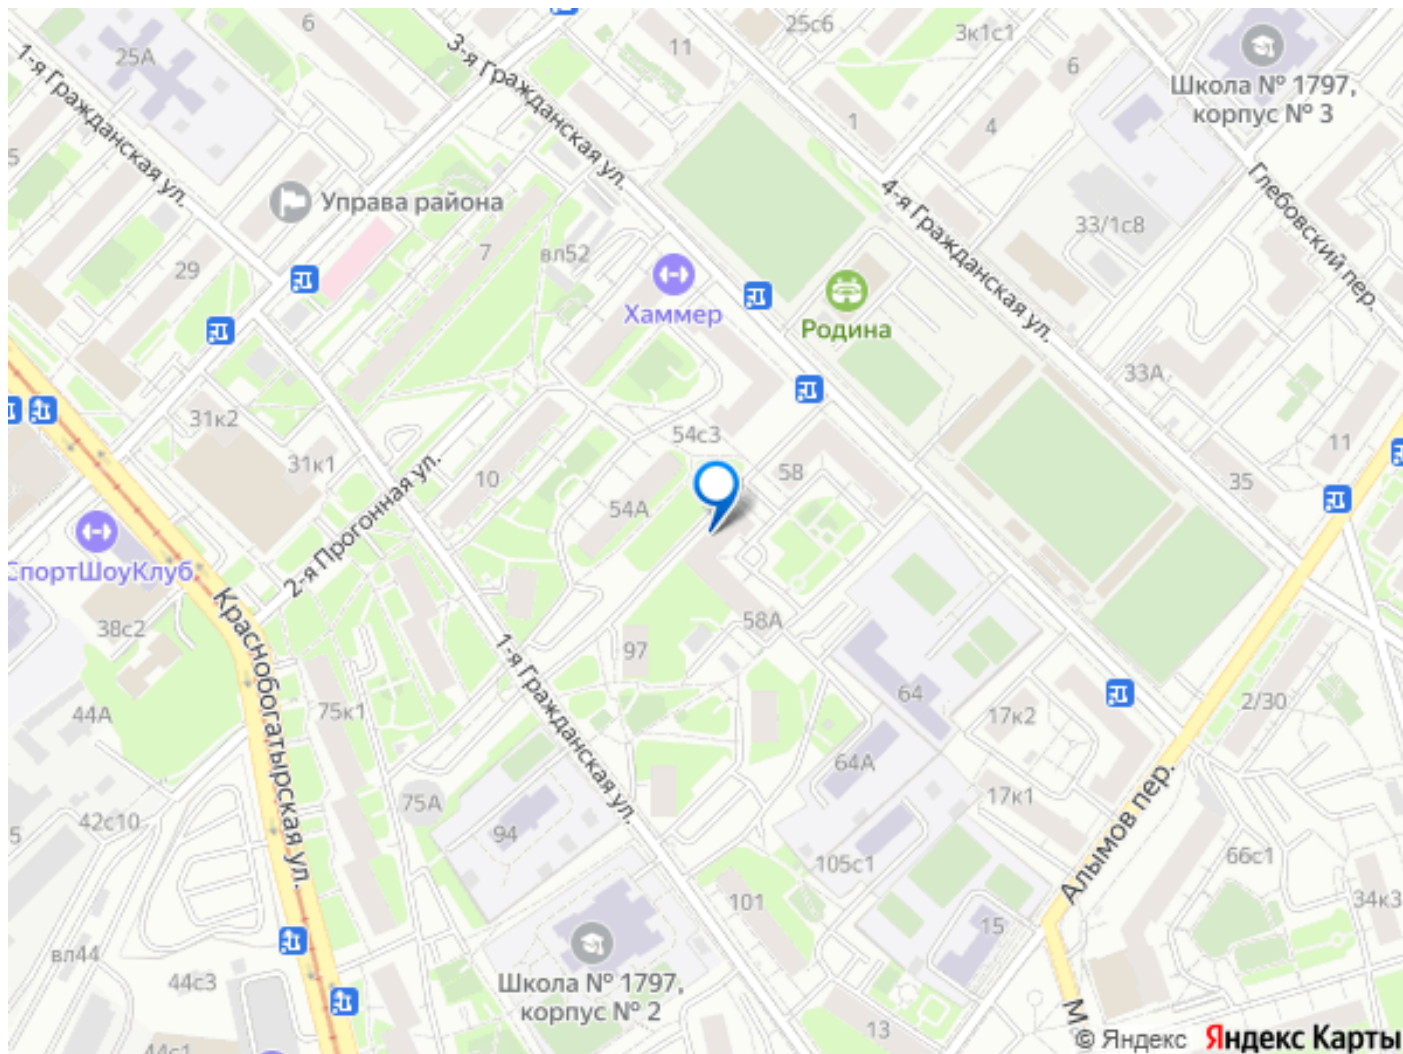 6
25А
11
25с6
3к1с1
6
Школа № 1797,
корпус № 3
1-я Гражданская ул.
3-я Гражданская ул.
1
4
5
Управа района
4-я Гражданская ул.
Глебовский пер.
33/1с8
29
7
вл52
Хаммер
Родина
33А
31к2
31к1
54с3
11
10
58
35
54А
2-я Прогонная ул.
СпортШоуКлуб
38с2
Краснобогатырская ул.
58А
97
1-я Гражданская ул.
64
2/30
44А
75к1
17к2
64А
75А
17к1
Алымов пер.
42с10
5
94
105с1
66с1
101
34к3
15
вл44
44с3
Школа № 1797,
корпус № 2
13
М
44с1
© Яндекс Яндекс Карты